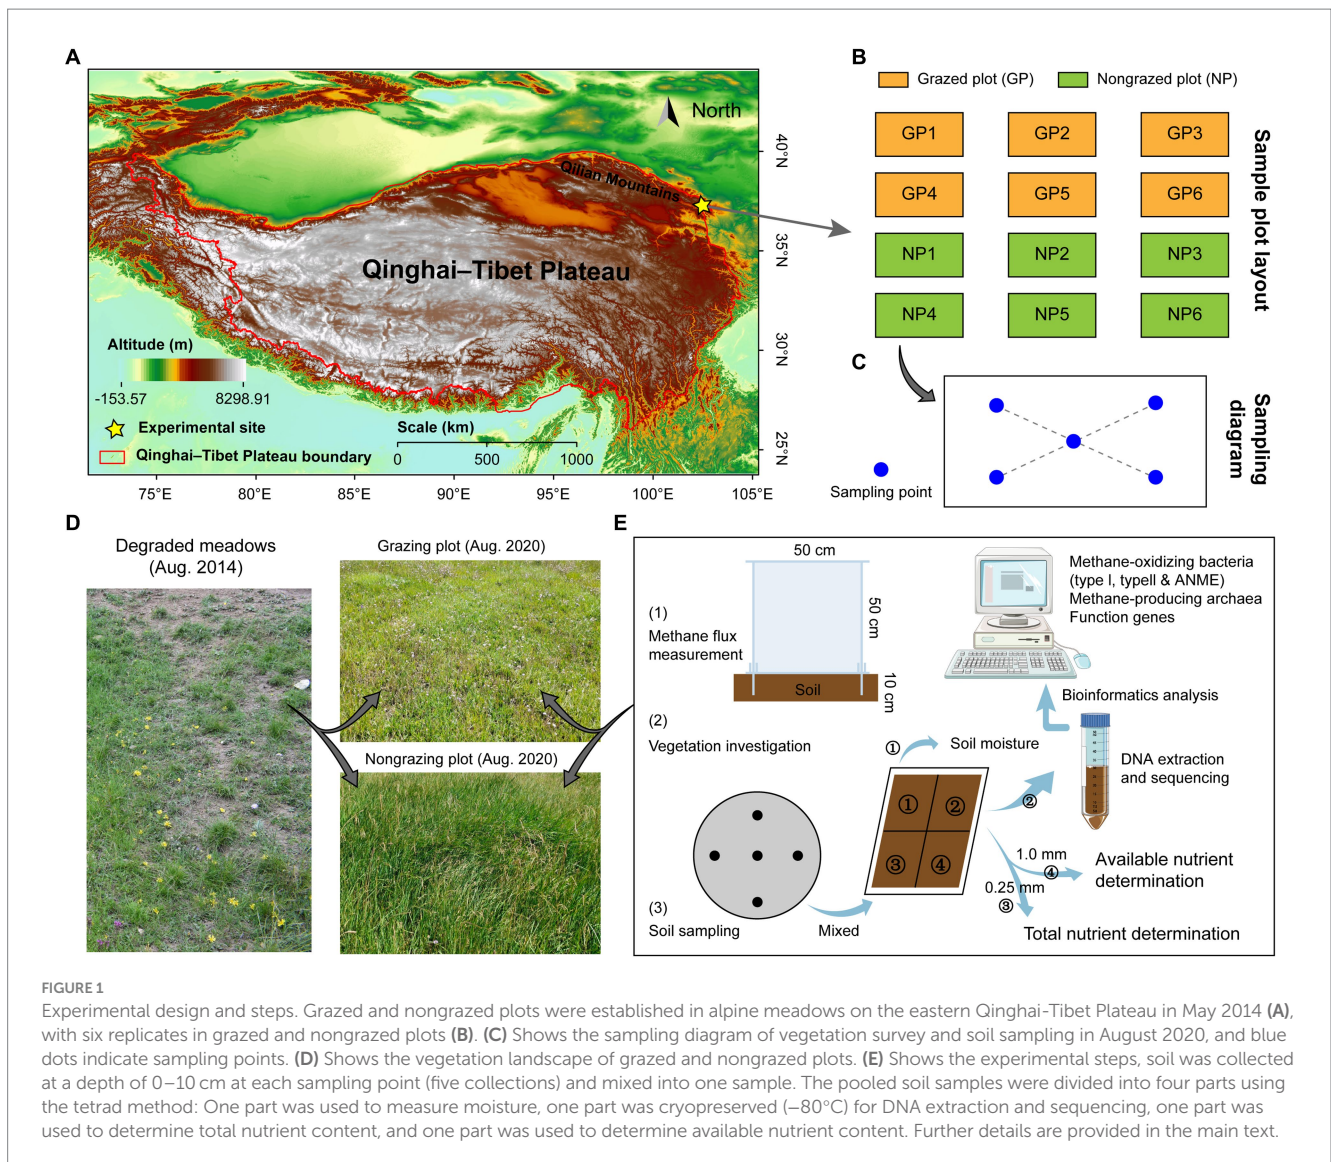 A
North
40°N
35°N
30°N
25°N
Qilian Mountains
Qinghai–Tibet Plateau
Altitude (m)
-153.57 8298.91
Experimental site
Qinghai–Tibet Plateau boundary
Scale (km)
0 500 1000
75°E 80°E 85°E 90°E 95°E 100°E 105°E
B
Grazed plot (GP) Nongrazed plot (NP)
GP1 GP2 GP3
GP4 GP5 GP6
NP1 NP2 NP3
NP4 NP5 NP6
Sample plot layout
C
Sampling point
Sampling
diagram
D
Degraded meadows
(Aug. 2014)
Grazing plot (Aug. 2020)
Nongrazing plot (Aug. 2020)
E
50 cm
50 cm
10 cm
(1)
Methane flux
measurement
Soil
(2)
Vegetation investigation
(3)
Soil sampling
Mixed
① ②
③ ④
①
Soil moisture
②
DNA extraction
and sequencing
Bioinformatics analysis
Methane-oxidizing bacteria
(type I, typeII & ANME)
Methane-producing archaea
Function genes
1.0 mm
④
Available nutrient
determination
0.25 mm
③
Total nutrient determination
FIGURE 1
Experimental design and steps. Grazed and nongrazed plots were established in alpine meadows on the eastern Qinghai-Tibet Plateau in May 2014 (A),
with six replicates in grazed and nongrazed plots (B). (C) Shows the sampling diagram of vegetation survey and soil sampling in August 2020, and blue
dots indicate sampling points. (D) Shows the vegetation landscape of grazed and nongrazed plots. (E) Shows the experimental steps, soil was collected
at a depth of 0–10 cm at each sampling point (five collections) and mixed into one sample. The pooled soil samples were divided into four parts using
the tetrad method: One part was used to measure moisture, one part was cryopreserved (−80°C) for DNA extraction and sequencing, one part was
used to determine total nutrient content, and one part was used to determine available nutrient content. Further details are provided in the main text.